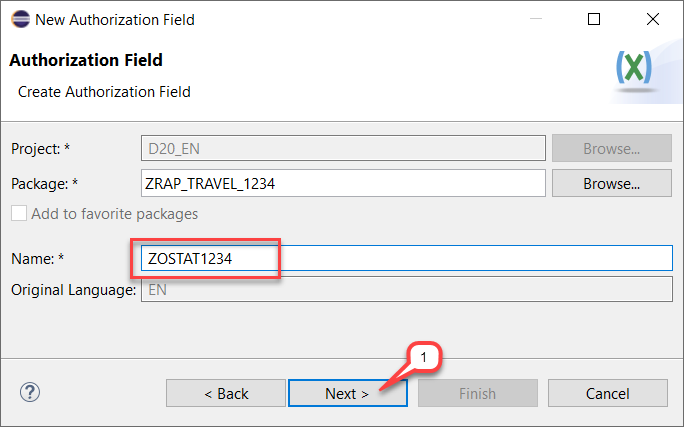 New Authorization Field
Authorization Field
Create Authorization Field
(X)
Project: * D20_EN Browse...
Package: * ZRAP_TRAVEL_1234 Browse...
Add to favorite packages
Name: * ZOSTAT1234
Original Language: EN
1
? < Back Next > Finish Cancel